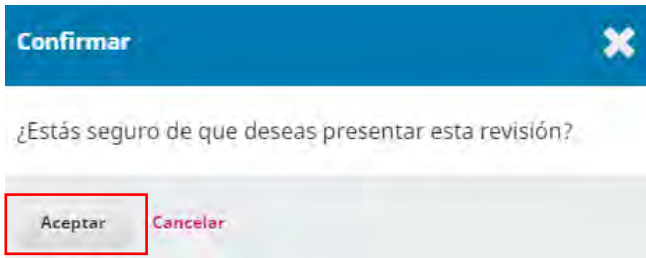 Confirmar
¿Estás seguro de que deseas presentar esta revisión?
Aceptar Cancelar